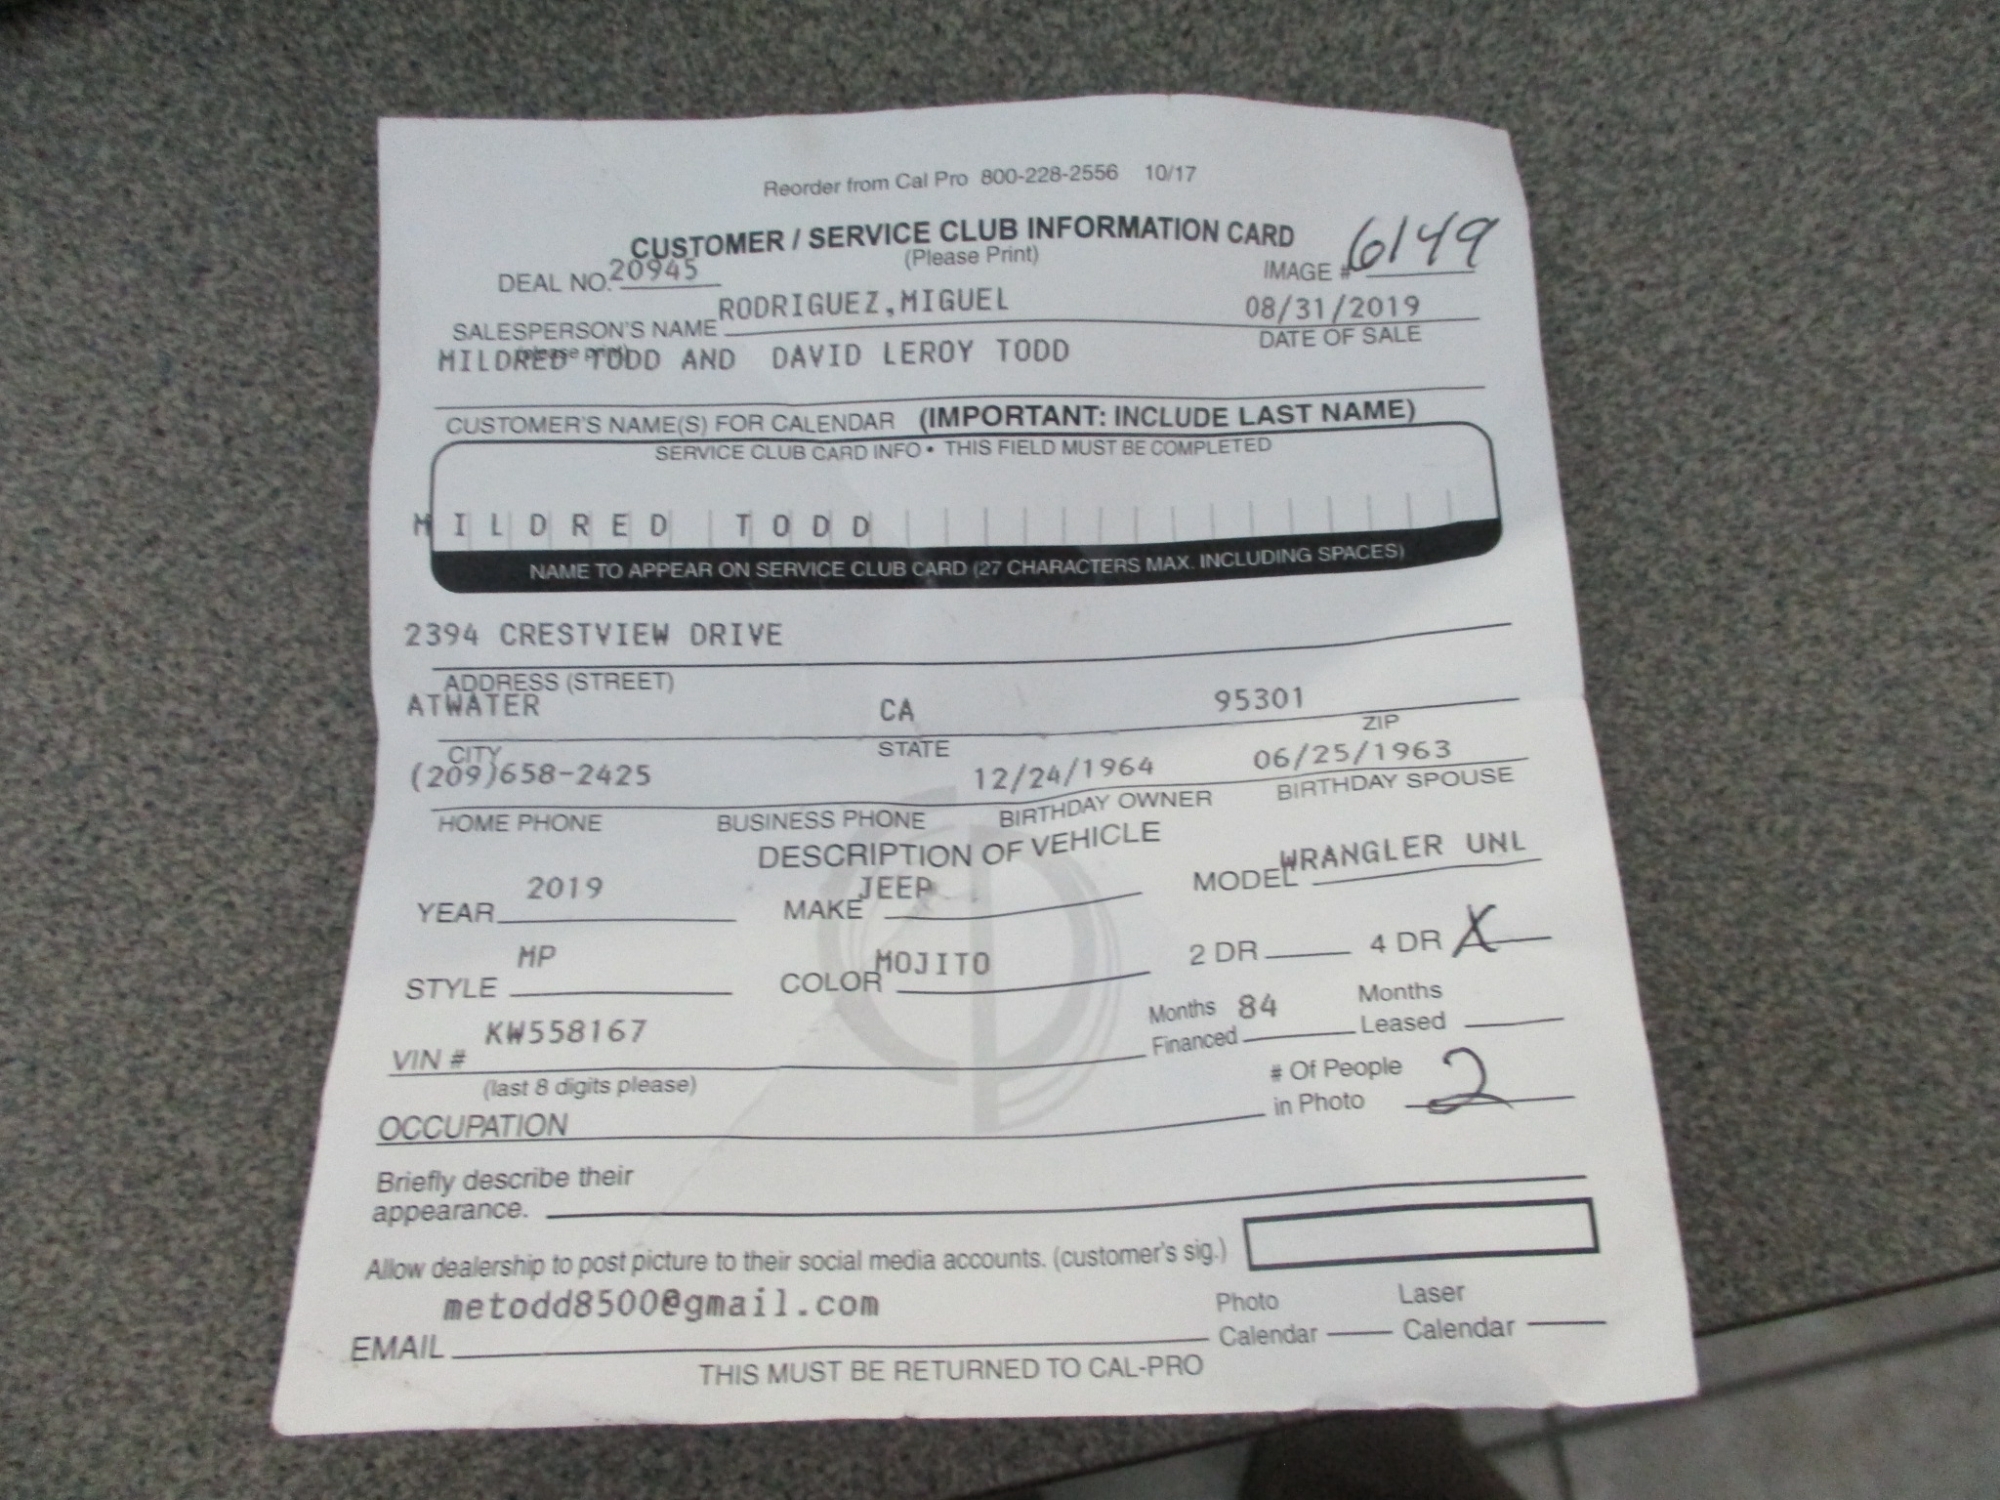 Reorder from Cal Pro 800-228-2556 10/17
CUSTOMER / SERVICE CLUB INFORMATION CARD
(Please Print)
DEAL NO. 20945
IMAGE # 6149
SALESPERSON'S NAME RODRIGUEZ,MIGUEL
(please print)
08/31/2019
DATE OF SALE
MILDRED TODD AND DAVID LEROY TODD
CUSTOMER'S NAME(S) FOR CALENDAR (IMPORTANT: INCLUDE LAST NAME)
SERVICE CLUB CARD INFO • THIS FIELD MUST BE COMPLETED
MILDRED TODD
NAME TO APPEAR ON SERVICE CLUB CARD (27 CHARACTERS MAX. INCLUDING SPACES)
2394 CRESTVIEW DRIVE
ADDRESS (STREET)
ATWATER CA 95301
CITY STATE ZIP
(209)658-2425 12/24/1964 06/25/1963
HOME PHONE BUSINESS PHONE BIRTHDAY OWNER BIRTHDAY SPOUSE
DESCRIPTION OF VEHICLE
YEAR 2019 MAKE JEEP MODEL WRANGLER UNL
STYLE MP COLOR MOJITO 2 DR 4 DR X
VIN # KW558167 Months Financed 84 Months Leased
(last 8 digits please)
OCCUPATION # Of People in Photo 2
Briefly describe their
appearance.
Allow dealership to post picture to their social media accounts. (customer's sig.)
EMAIL metodd8500@gmail.com Photo Calendar Laser Calendar
THIS MUST BE RETURNED TO CAL-PRO